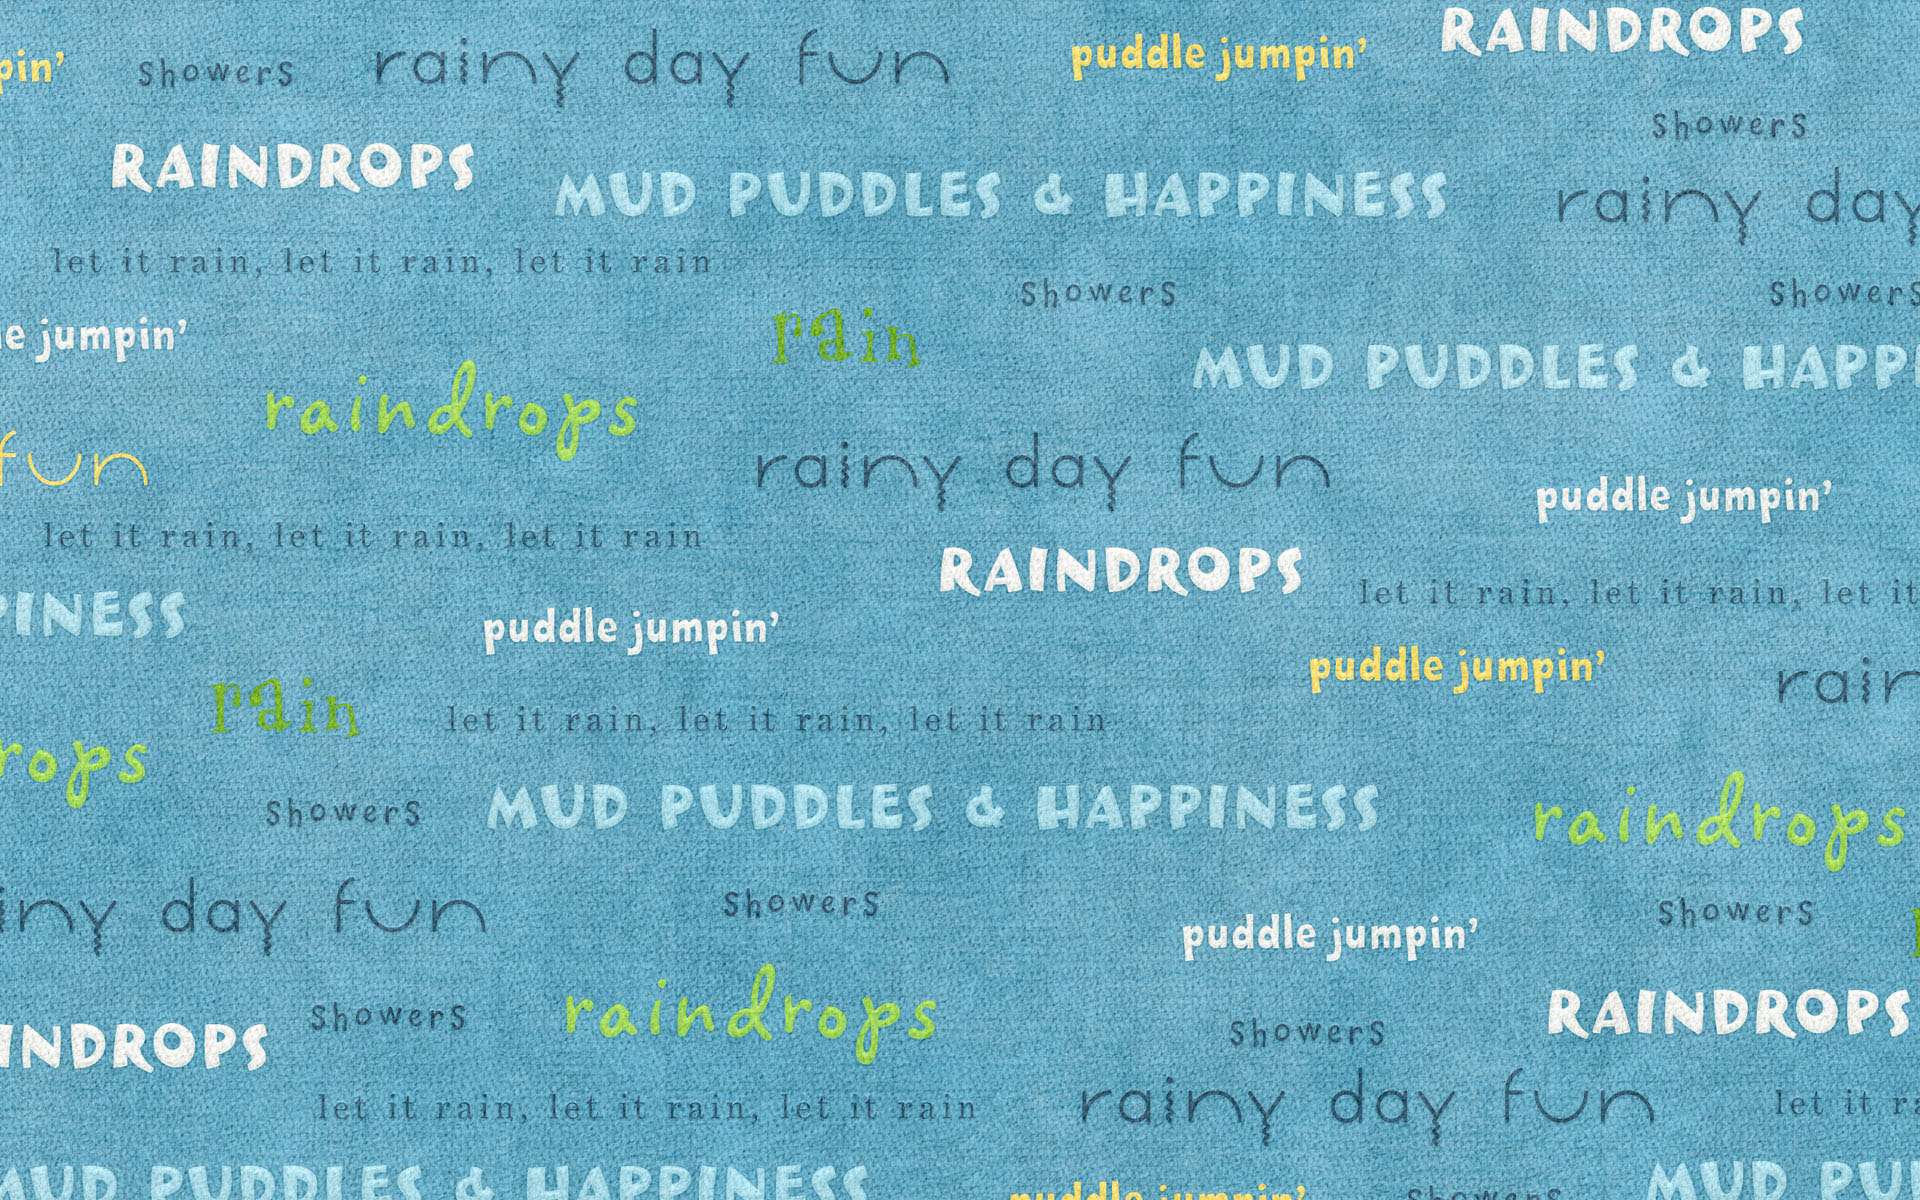 RAINDROPS
pin’
showers
rainy day fun
puddle jumpin’
showers
RAINDROPS
MUD PUDDLES & HAPPINESS
rainy day
let it rain, let it rain, let it rain
showers
showers
e jumpin’
rain
MUD PUDDLES & HAPP
raindrops
fun
rainy day fun
puddle jumpin’
let it rain, let it rain, let it rain
RAINDROPS
let it rain, let it rain, let it
PINESS
puddle jumpin’
puddle jumpin’
rain
rain
let it rain, let it rain, let it rain
rops
showers
MUD PUDDLES & HAPPINESS
raindrops
iny day fun
showers
puddle jumpin’
showers
RAINDROPS
raindrops
showers
INDROPS
showers
let it rain, let it rain, let it rain
rainy day fun
let it ra
MUD PUDDLES & HAPPINESS
puddle jumpin’
showers
MUD PU